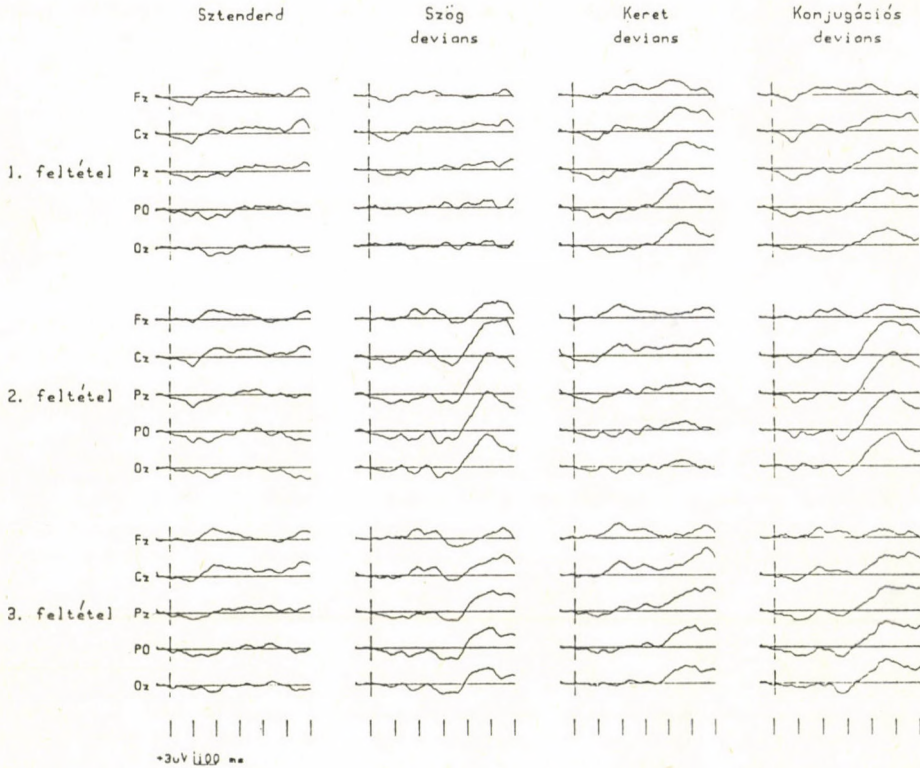 Sztenderd Szög Keret Konjugációs
devians devians devians
Fz
Cz
1. feltétel Pz
PO
Oz
Fz
Cz
2. feltétel Pz
PO
Oz
Fz
Cz
3. feltétel Pz
PO
Oz
+3uV 100 ms